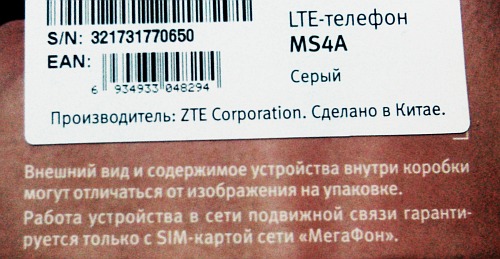 LTE-телефон
S/N: 321731770650
MS4A
EAN:
Серый
6 934933 048294
Производитель: ZTE Corporation. Сделано в Китае.
Внешний вид и содержимое устройства внутри коробки
могут отличаться от изображения на упаковке.
Работа устройства в сети подвижной связи гаранти-
руется только с SIM-картой сети «МегаФон».